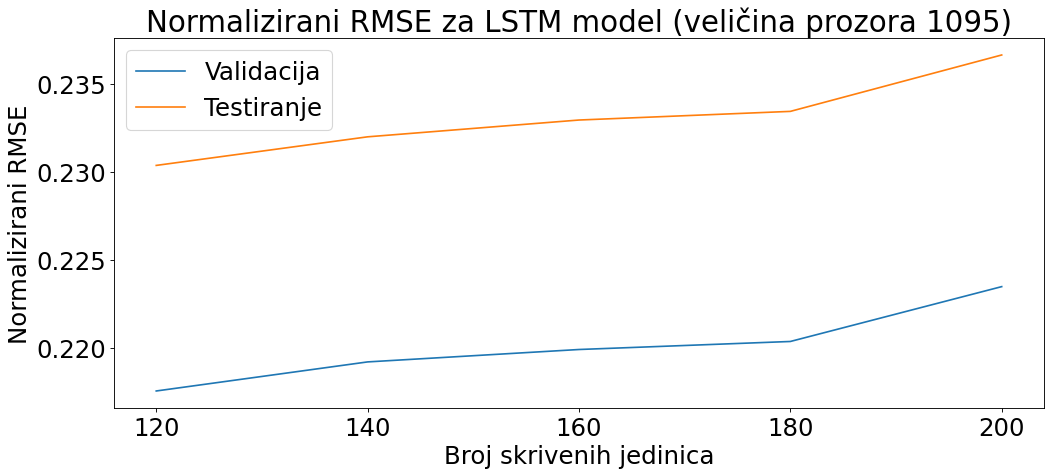 Normalizirani RMSE za LSTM model (veličina prozora 1095)
Validacija
Testiranje
Normalizirani RMSE
0.235
0.230
0.225
0.220
120 140 160 180 200
Broj skrivenih jedinica